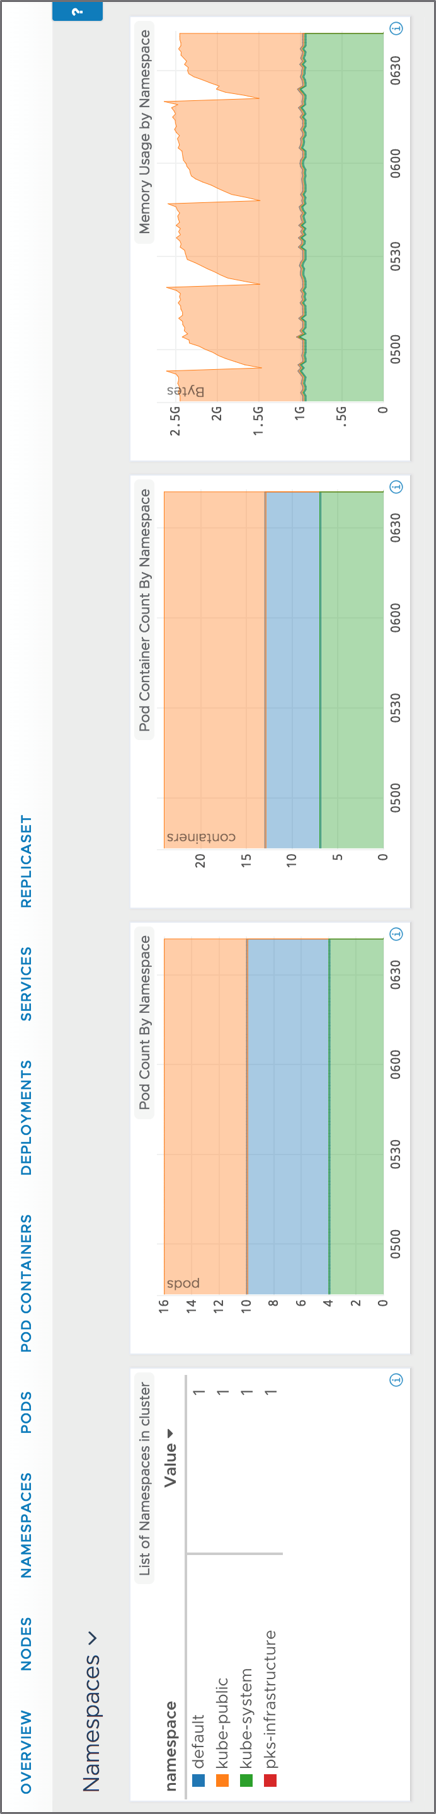 OVERVIEW NODES NAMESPACES PODS POD CONTAINERS DEPLOYMENTS SERVICES REPLICASET
?
Namespaces
List of Namespaces in cluster
namespace Value
default 1
kube-public 1
kube-system 1
pks-infrastructure 1
Pod Count By Namespace
pods
16
14
12
10
8
6
4
2
0
0500 0530 0600 0630
Pod Container Count By Namespace
containers
20
15
10
5
0
0500 0530 0600 0630
Memory Usage by Namespace
Bytes
2.5G
2G
1.5G
1G
.5G
0
0500 0530 0600 0630